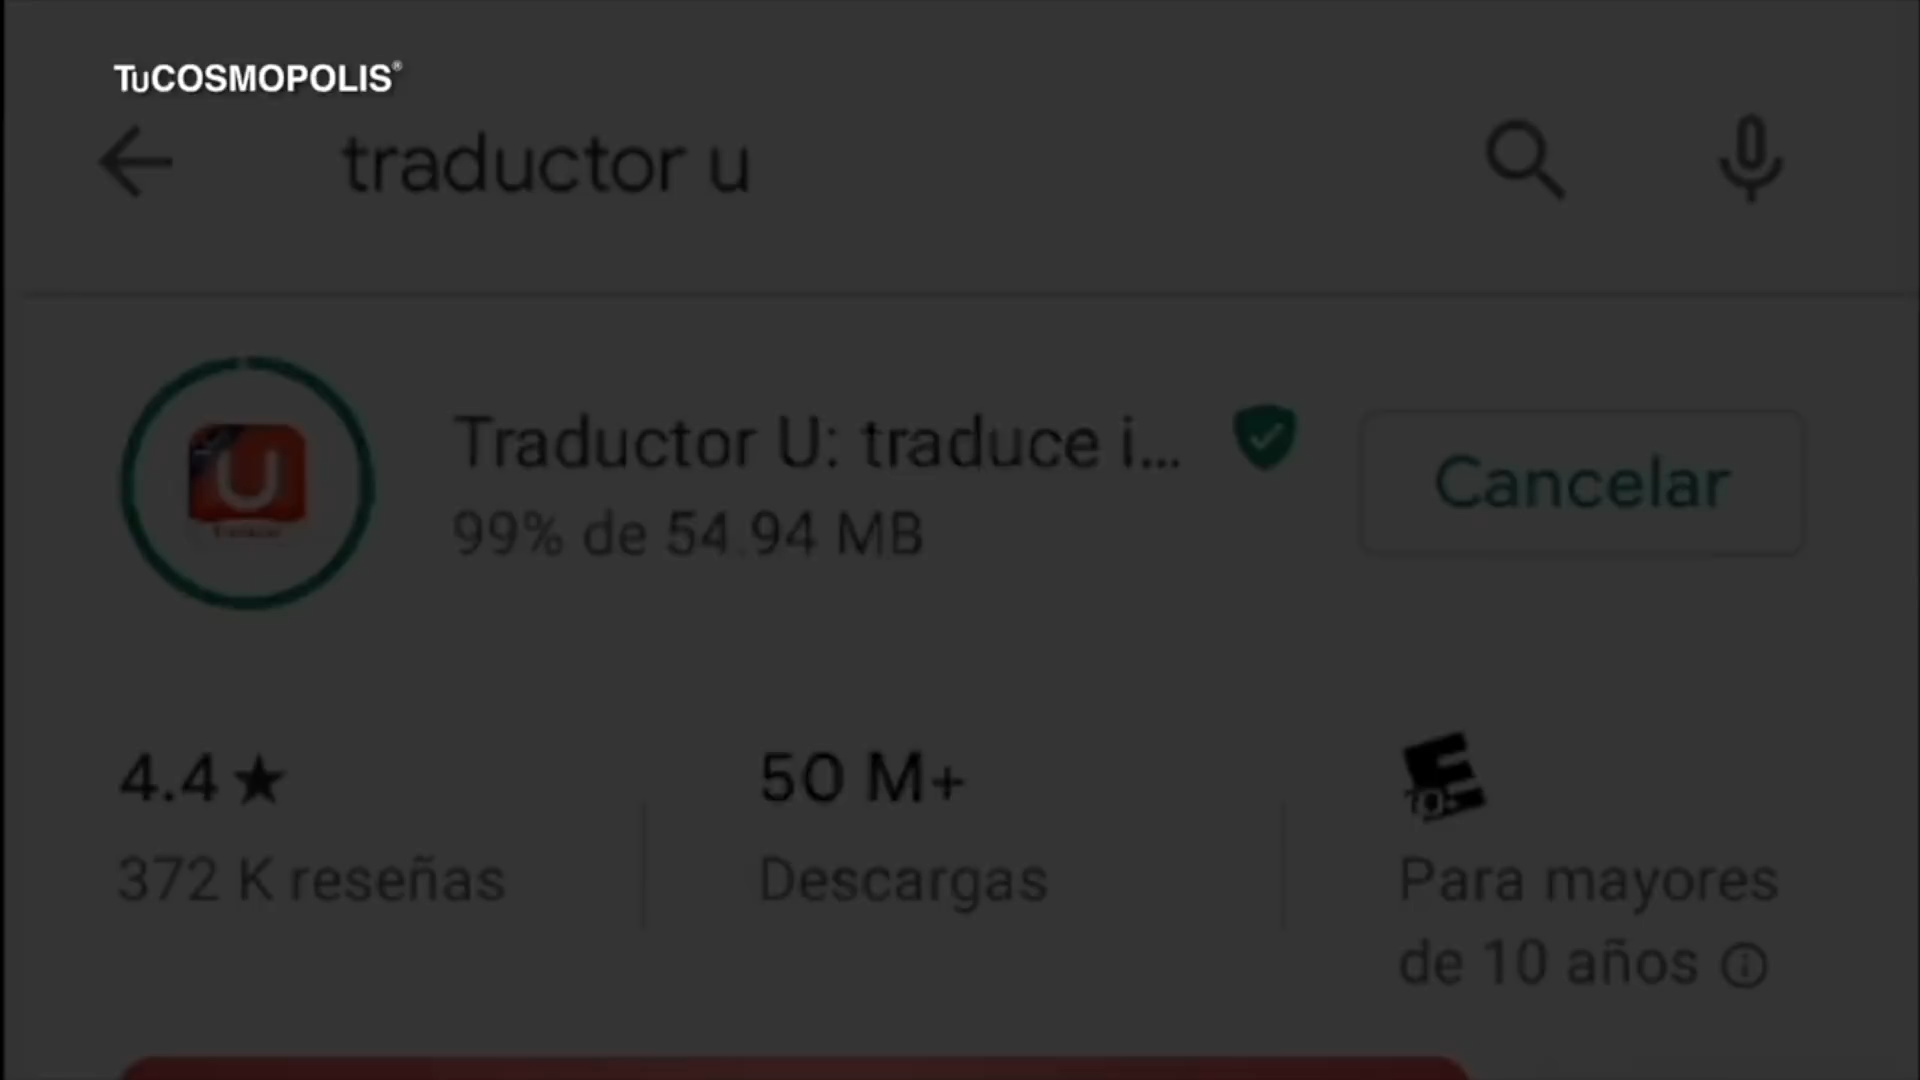 TuCOSMOPOLIS®
traductor u
Traductor U: traduce i...
Cancelar
99% de 54.94 MB
U
4.4★
50 M+
E
10+
372 K reseñas
Descargas
Para mayores
de 10 años